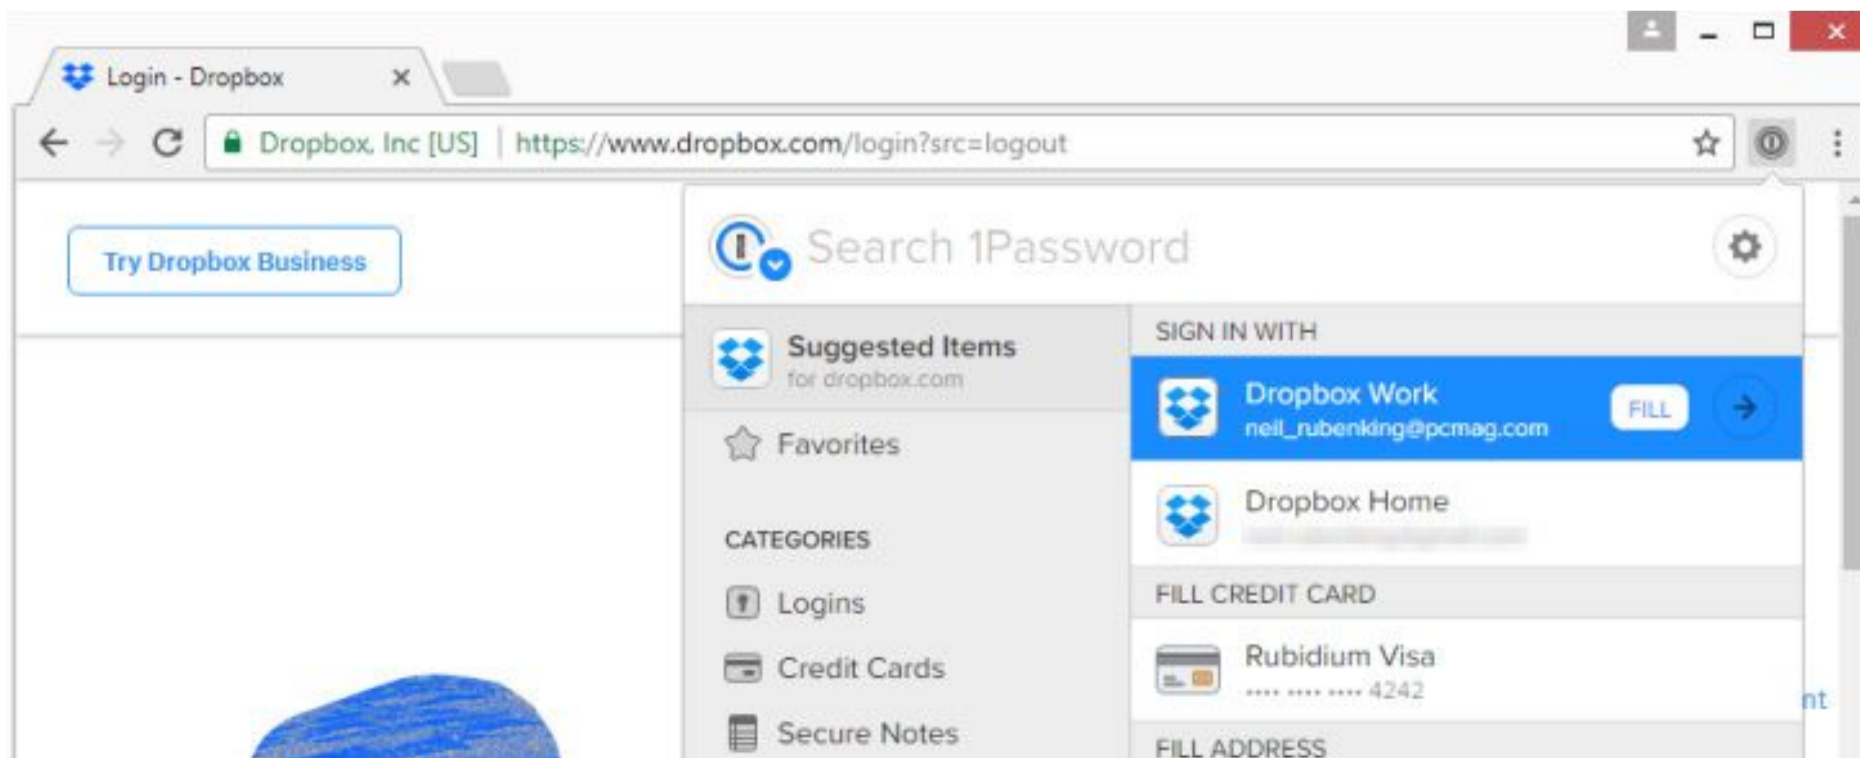 Login - Dropbox
Dropbox, Inc [US] | https://www.dropbox.com/login?src=logout
Try Dropbox Business
Search 1Password
Suggested Items
for dropbox.com
Favorites
CATEGORIES
Logins
Credit Cards
Secure Notes
SIGN IN WITH
Dropbox Work
neil_rubenking@pcmag.com
FILL
Dropbox Home
FILL CREDIT CARD
Rubidium Visa
•••• •••• •••• 4242
FILL ADDRESS
nt